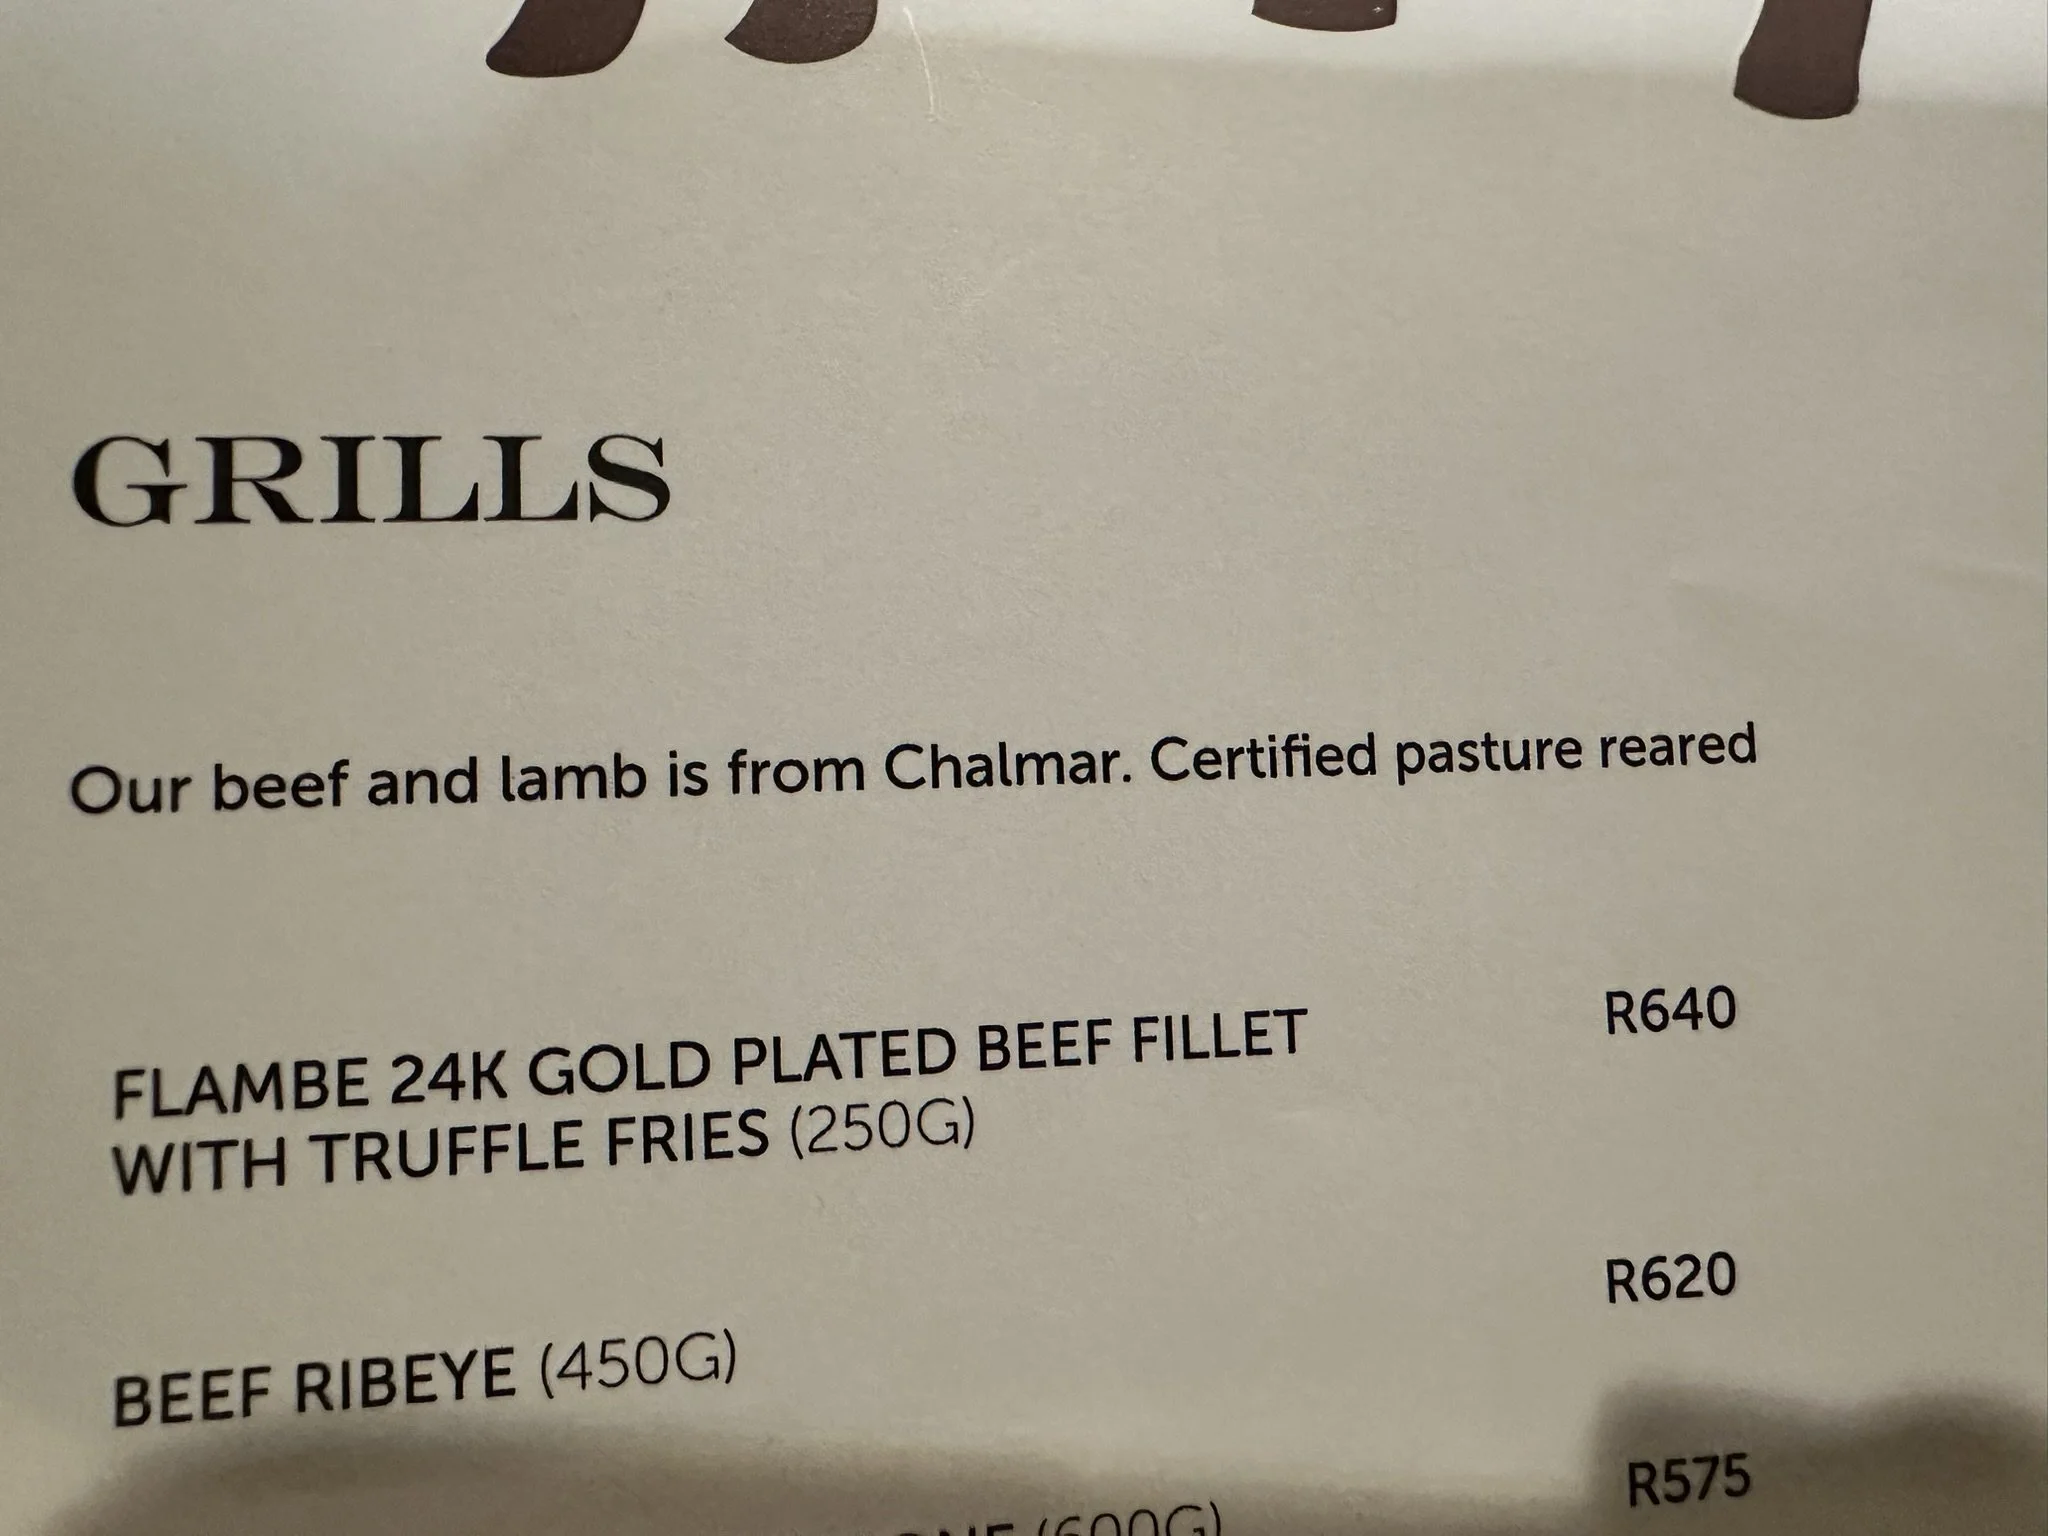 GRILLS
Our beef and lamb is from Chalmar. Certified pasture reared
FLAMBE 24K GOLD PLATED BEEF FILLET R640
WITH TRUFFLE FRIES (250G)
BEEF RIBEYE (450G) R620
(600G) R575